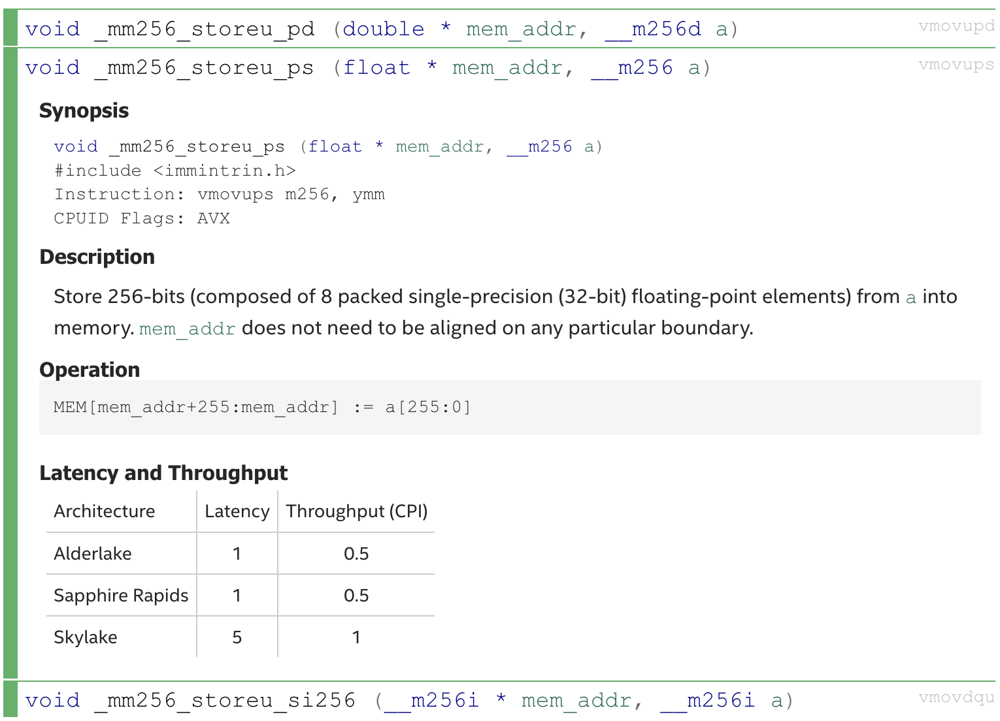 void _mm256_storeu_pd (double * mem_addr, __m256d a) vmovupd
void _mm256_storeu_ps (float * mem_addr, __m256 a) vmovups
Synopsis
void _mm256_storeu_ps (float * mem_addr, __m256 a)
#include <immintrin.h>
Instruction: vmovups m256, ymm
CPUID Flags: AVX
Description
Store 256-bits (composed of 8 packed single-precision (32-bit) floating-point elements) from a into
memory. mem_addr does not need to be aligned on any particular boundary.
Operation
MEM[mem_addr+255:mem_addr] := a[255:0]
Latency and Throughput
Architecture Latency Throughput (CPI)
Alderlake 1 0.5
Sapphire Rapids 1 0.5
Skylake 5 1
void _mm256_storeu_si256 (__m256i * mem_addr, __m256i a) vmovdqu